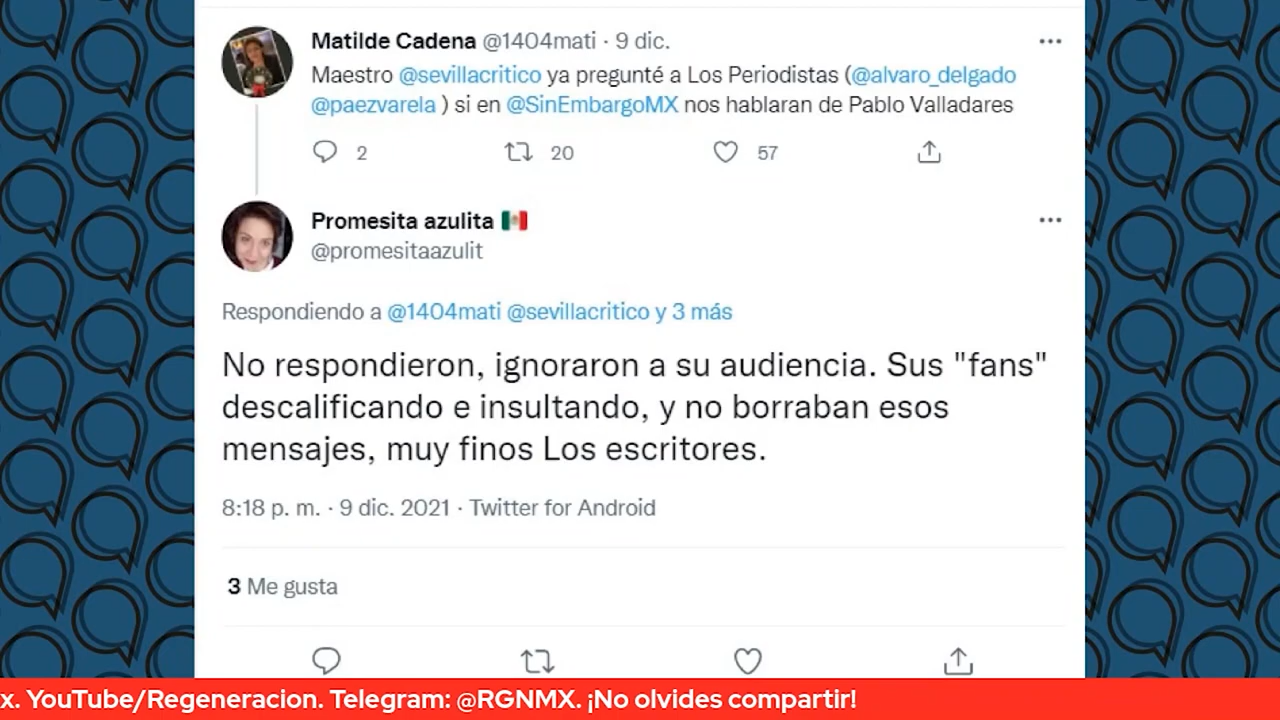 Matilde Cadena @1404mati · 9 dic.
Maestro @sevillacritico ya pregunté a Los Periodistas (@alvaro_delgado
@paezvarela ) si en @SinEmbargoMX nos hablaran de Pablo Valladares
2 20 57
Promesita azulita 🇲🇽
@promesitaazulit
Respondiendo a @1404mati @sevillacritico y 3 más
No respondieron, ignoraron a su audiencia. Sus "fans"
descalificando e insultando, y no borraban esos
mensajes, muy finos Los escritores.
8:18 p. m. · 9 dic. 2021 · Twitter for Android
3 Me gusta
x. YouTube/Regeneracion. Telegram: @RGNMX. ¡No olvides compartir!